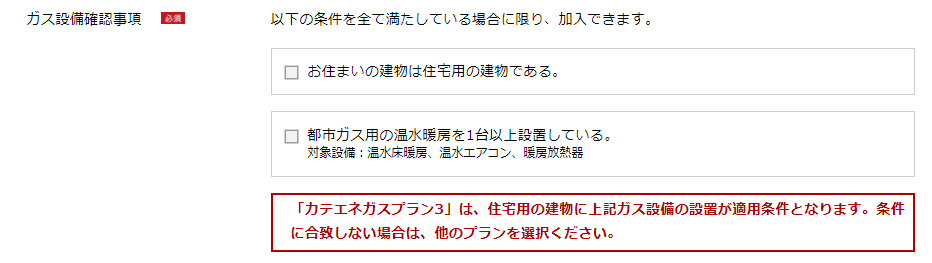 ガス設備確認事項 必須
以下の条件を全て満たしている場合に限り、加入できます。
お住まいの建物は住宅用の建物である。
都市ガス用の温水暖房を1台以上設置している。
対象設備：温水床暖房、温水エアコン、暖房放熱器
「カテエネガスプラン3」は、住宅用の建物に上記ガス設備の設置が適用条件となります。条件
に合致しない場合は、他のプランを選択ください。